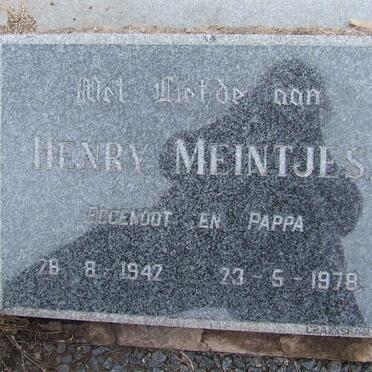 Met Liefde aan
HENRY MEINTJES
EGGENOOT EN PAPPA
28-8-1942 23-5-1978